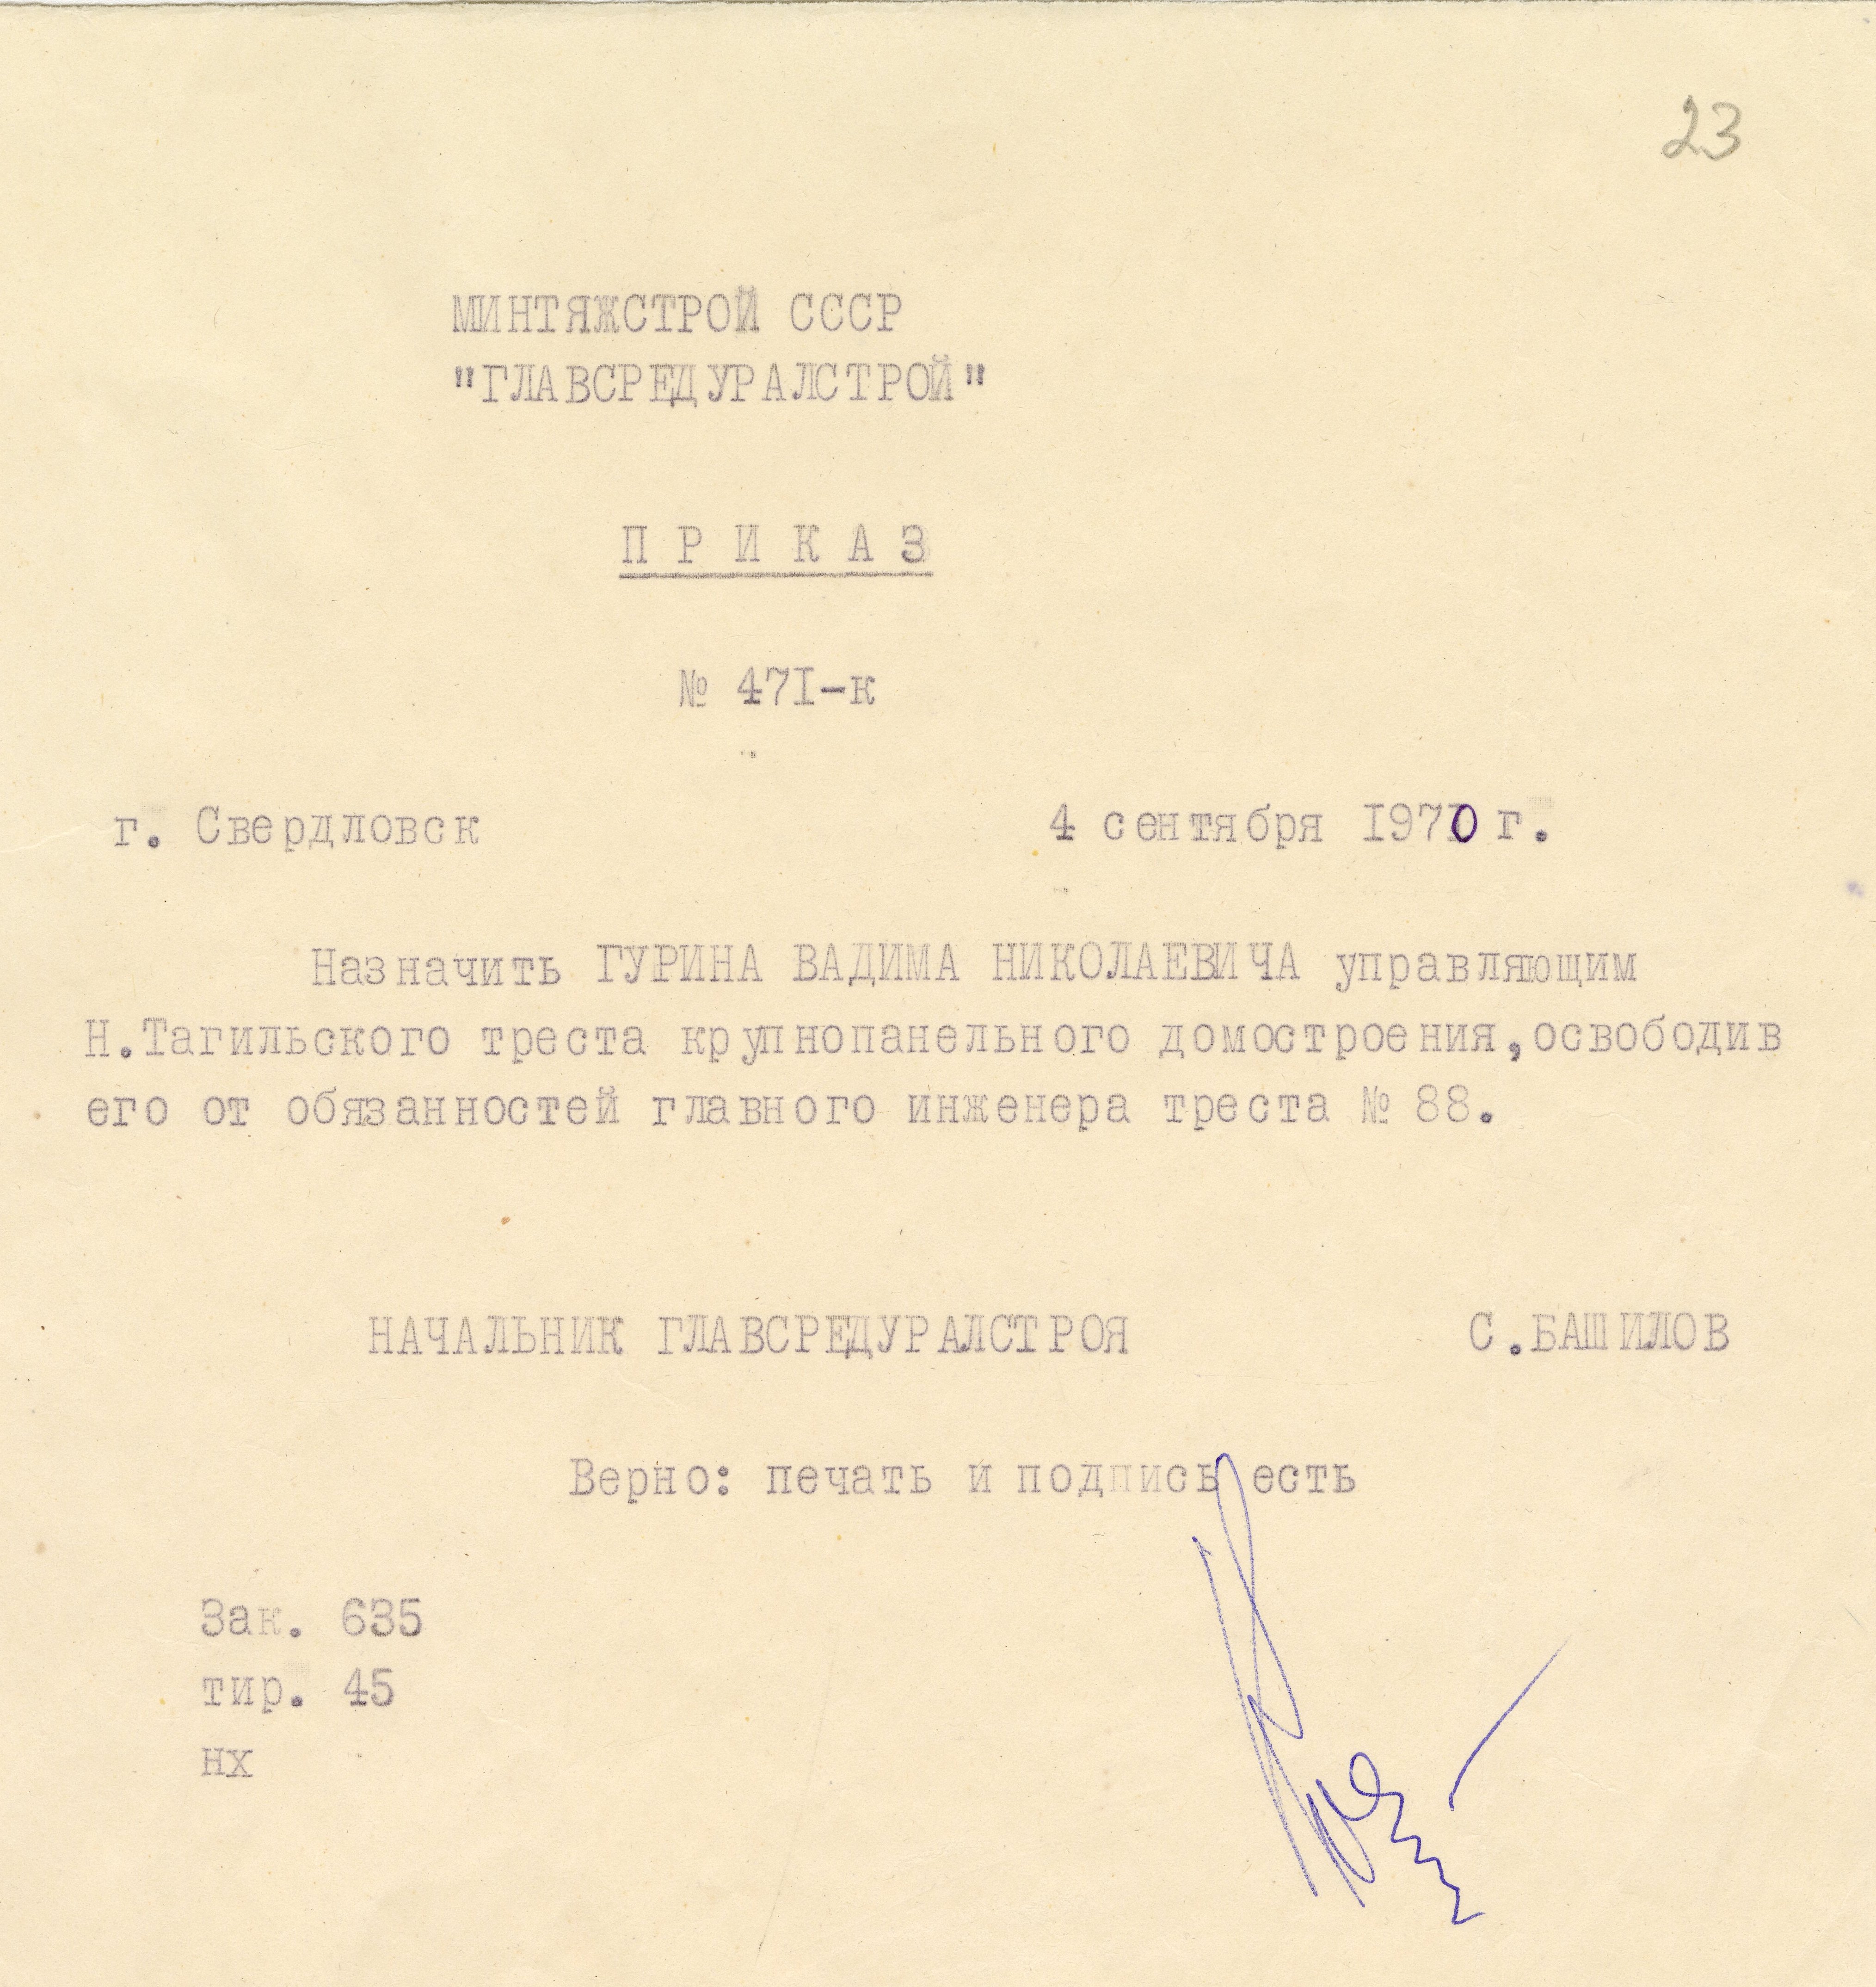 23
МИНТЯЖСТРОЙ СССР
"ГЛАВСРЕДУРАЛСТРОЙ"
П Р И К А З
№ 47I-к
г. Свердловск 4 сентября I970 г.
Назначить ГУРИНА ВАДИМА НИКОЛАЕВИЧА управляющим
Н.Тагильского треста крупнопанельного домостроения,освободив
его от обязанностей главного инженера треста № 88.
НАЧАЛЬНИК ГЛАВСРЕДУРАЛСТРОЯ С.БАШИЛОВ
Верно: печать и подпись есть
Зак. 635
тир. 45
нх